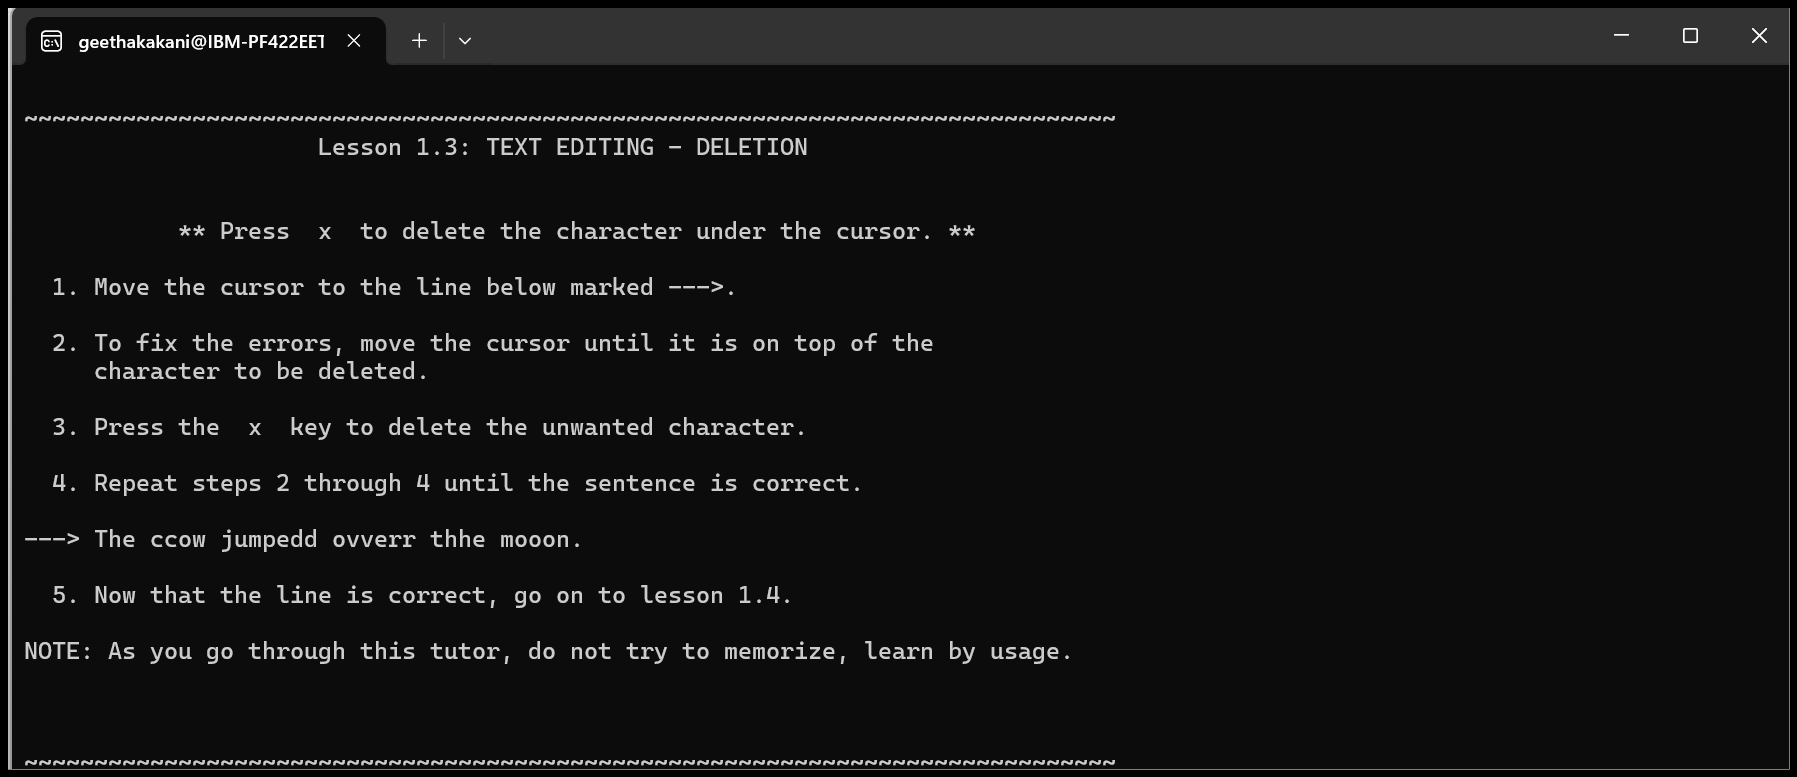 geethakakani@IBM-PF422EET
~~~~~~~~~~~~~~~~~~~~~~~~~~~~~~~~~~~~~~~~~~~~~~~~~~~~~~~~~~~~~~~~~~~~~~~~~~~~~~
Lesson 1.3: TEXT EDITING - DELETION
** Press  x  to delete the character under the cursor. **
1. Move the cursor to the line below marked --->.
2. To fix the errors, move the cursor until it is on top of the
character to be deleted.
3. Press the  x  key to delete the unwanted character.
4. Repeat steps 2 through 4 until the sentence is correct.
---> The ccow jumpedd ovverr thhe mooon.
5. Now that the line is correct, go on to lesson 1.4.
NOTE: As you go through this tutor, do not try to memorize, learn by usage.
~~~~~~~~~~~~~~~~~~~~~~~~~~~~~~~~~~~~~~~~~~~~~~~~~~~~~~~~~~~~~~~~~~~~~~~~~~~~~~